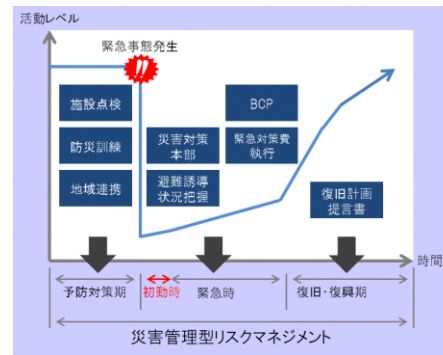 活動レベル
緊急事態発生
!!
施設点検
BCP
防災訓練
災害対策
本部
緊急対策費
執行
地域連携
避難誘導
状況把握
復旧計画
提言書
時間
予防対策期
初動時
緊急時
復旧・復興期
災害管理型リスクマネジメント